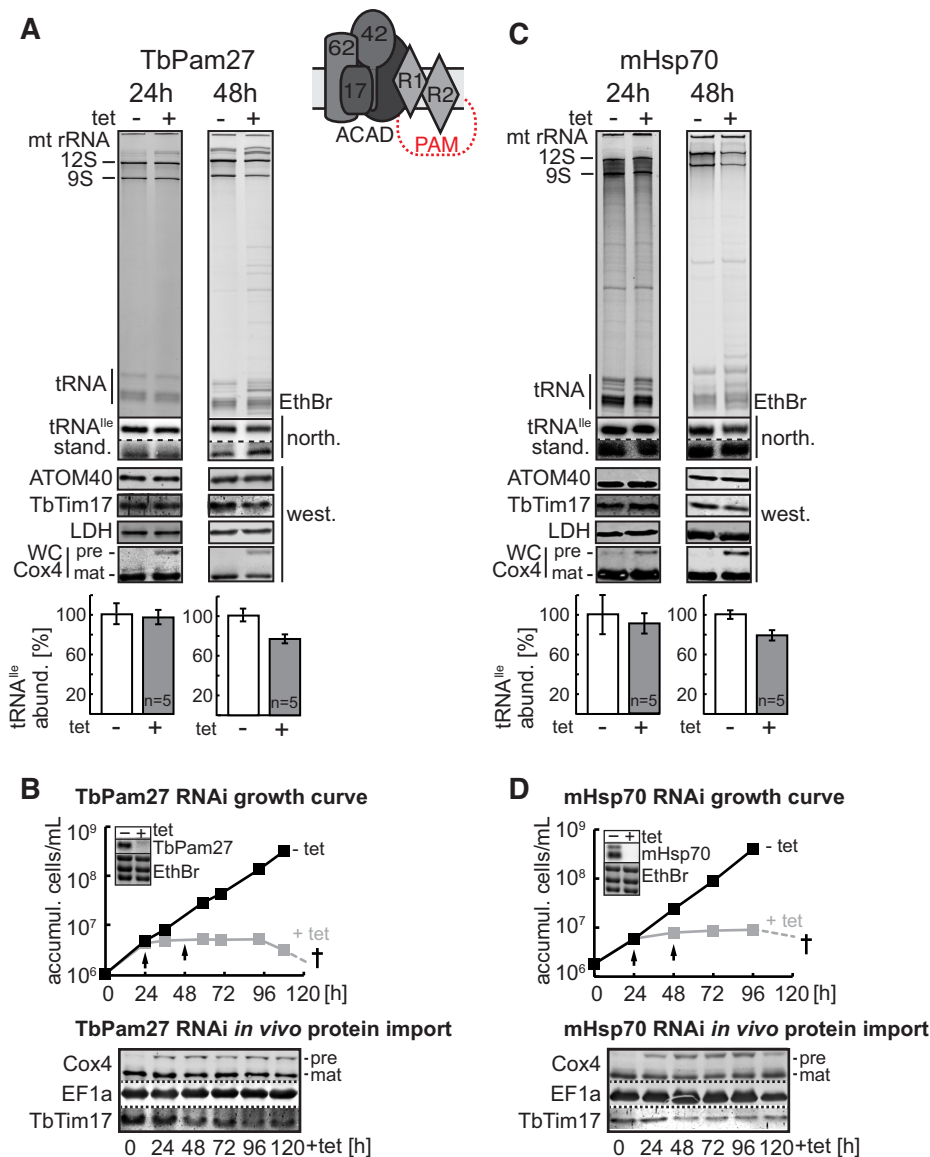 A
TbPam27
24h 48h
tet - + - +
mt rRNA
12S
9S
tRNA
EthBr
tRNAIle
stand.
north.
ATOM40
TbTim17
LDH
WC
Cox4
pre
mat
west.
tRNAIle
abund. [%]
100
60
20
100
60
20
n=5
n=5
tet - + - +
62
42
17
R1
R2
ACAD
PAM
C
mHsp70
24h 48h
tet - + - +
mt rRNA
12S
9S
tRNA
EthBr
tRNAIle
stand.
north.
ATOM40
TbTim17
LDH
WC
Cox4
pre
mat
west.
tRNAIle
abund. [%]
100
60
20
100
60
20
n=5
n=5
tet - + - +
B
TbPam27 RNAi growth curve
accumul. cells/mL
10^9
10^8
10^7
10^6
- + tet
TbPam27
EthBr
- tet
+ tet
†
0 24 48 72 96 120 [h]
TbPam27 RNAi in vivo protein import
Cox4
-pre
-mat
EF1a
TbTim17
0 24 48 72 96 120 +tet [h]
D
mHsp70 RNAi growth curve
accumul. cells/mL
10^9
10^8
10^7
10^6
- + tet
mHsp70
EthBr
- tet
+ tet
†
0 24 48 72 96 120 [h]
mHsp70 RNAi in vivo protein import
Cox4
-pre
-mat
EF1a
TbTim17
0 24 48 72 96 120 +tet [h]